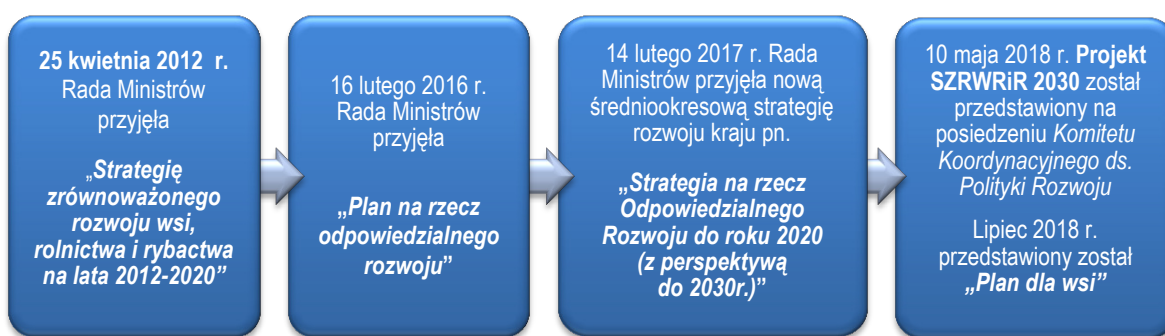 25 kwietnia 2012 r.
Rada Ministrów
przyjęła
„Strategię
zrównoważonego
rozwoju wsi,
rolnictwa i rybactwa
na lata 2012-2020”
16 lutego 2016 r.
Rada Ministrów
przyjęła
„Plan na rzecz
odpowiedzialnego
rozwoju”
14 lutego 2017 r. Rada
Ministrów przyjęła nową
średniookresową strategię
rozwoju kraju pn.
„Strategia na rzecz
Odpowiedzialnego
Rozwoju do roku 2020
(z perspektywą
do 2030r.)”
10 maja 2018 r. Projekt
SZRWRiR 2030 został
przedstawiony na
posiedzeniu Komitetu
Koordynacyjnego ds.
Polityki Rozwoju
Lipiec 2018 r.
przedstawiony został
„Plan dla wsi”